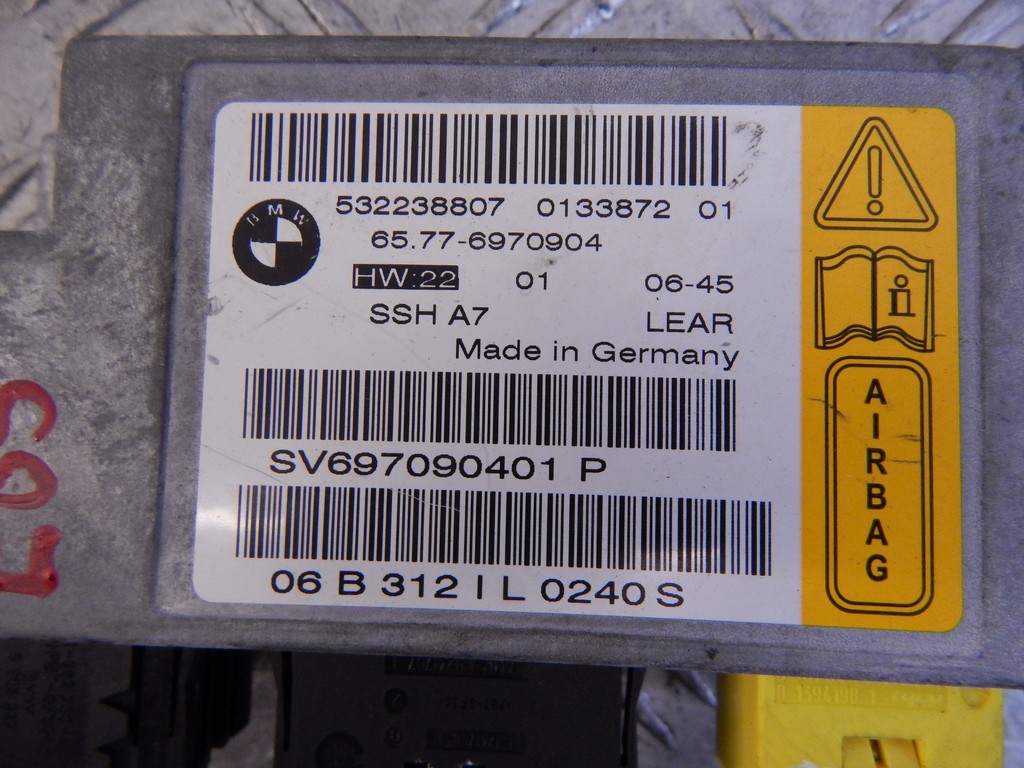 532238807 0133872 01
BMW
65.77-6970904
HW:22 01 06-45
SSH A7 LEAR
Made in Germany
SV697090401 P
06 B 312 I L 0240 S
AIRBAG